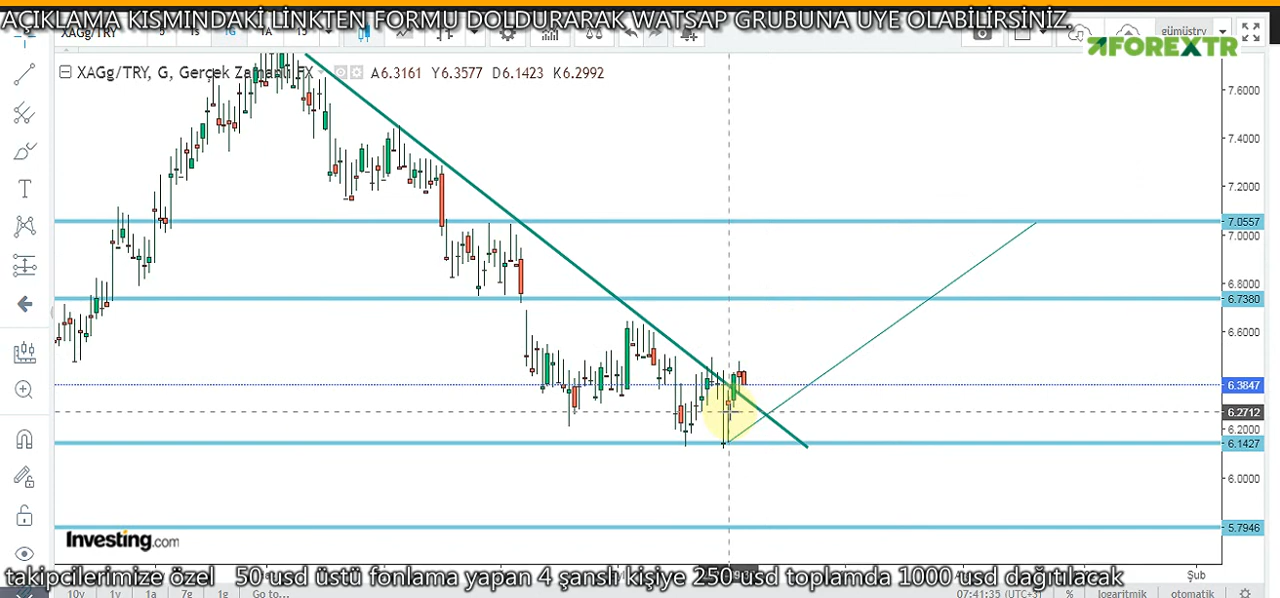 AÇIKLAMA KISMINDAKİ LİNKTEN FORMU DOLDURARAK WATSAP GRUBUNA UYE OLABİLİRSİNİZ.
XAGg/TRY
1G
gümüştry
FOREXTR
XAGg/TRY, G, Gerçek Zamanlı FX A6.3161 Y6.3577 D6.1423 K6.2992
7.6000
7.4000
7.2000
7.0557
7.0000
6.8000
6.7380
6.6000
6.3847
6.2712
6.2000
6.1427
6.0000
5.7946
Investing.com
takipcilerimize özel 50 usd üstü fonlama yapan 4 şanslı kişiye 250 usd toplamda 1000 usd dağıtılacak
Şub
10y 1y 1a 7g 1g Go to... 07:41:35 (UTC+3) % logaritmik otomatik